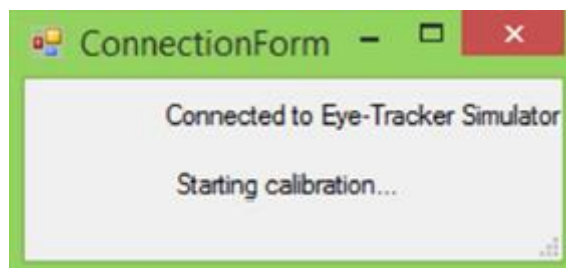 ConnectionForm
Connected to Eye-Tracker Simulator
Starting calibration...